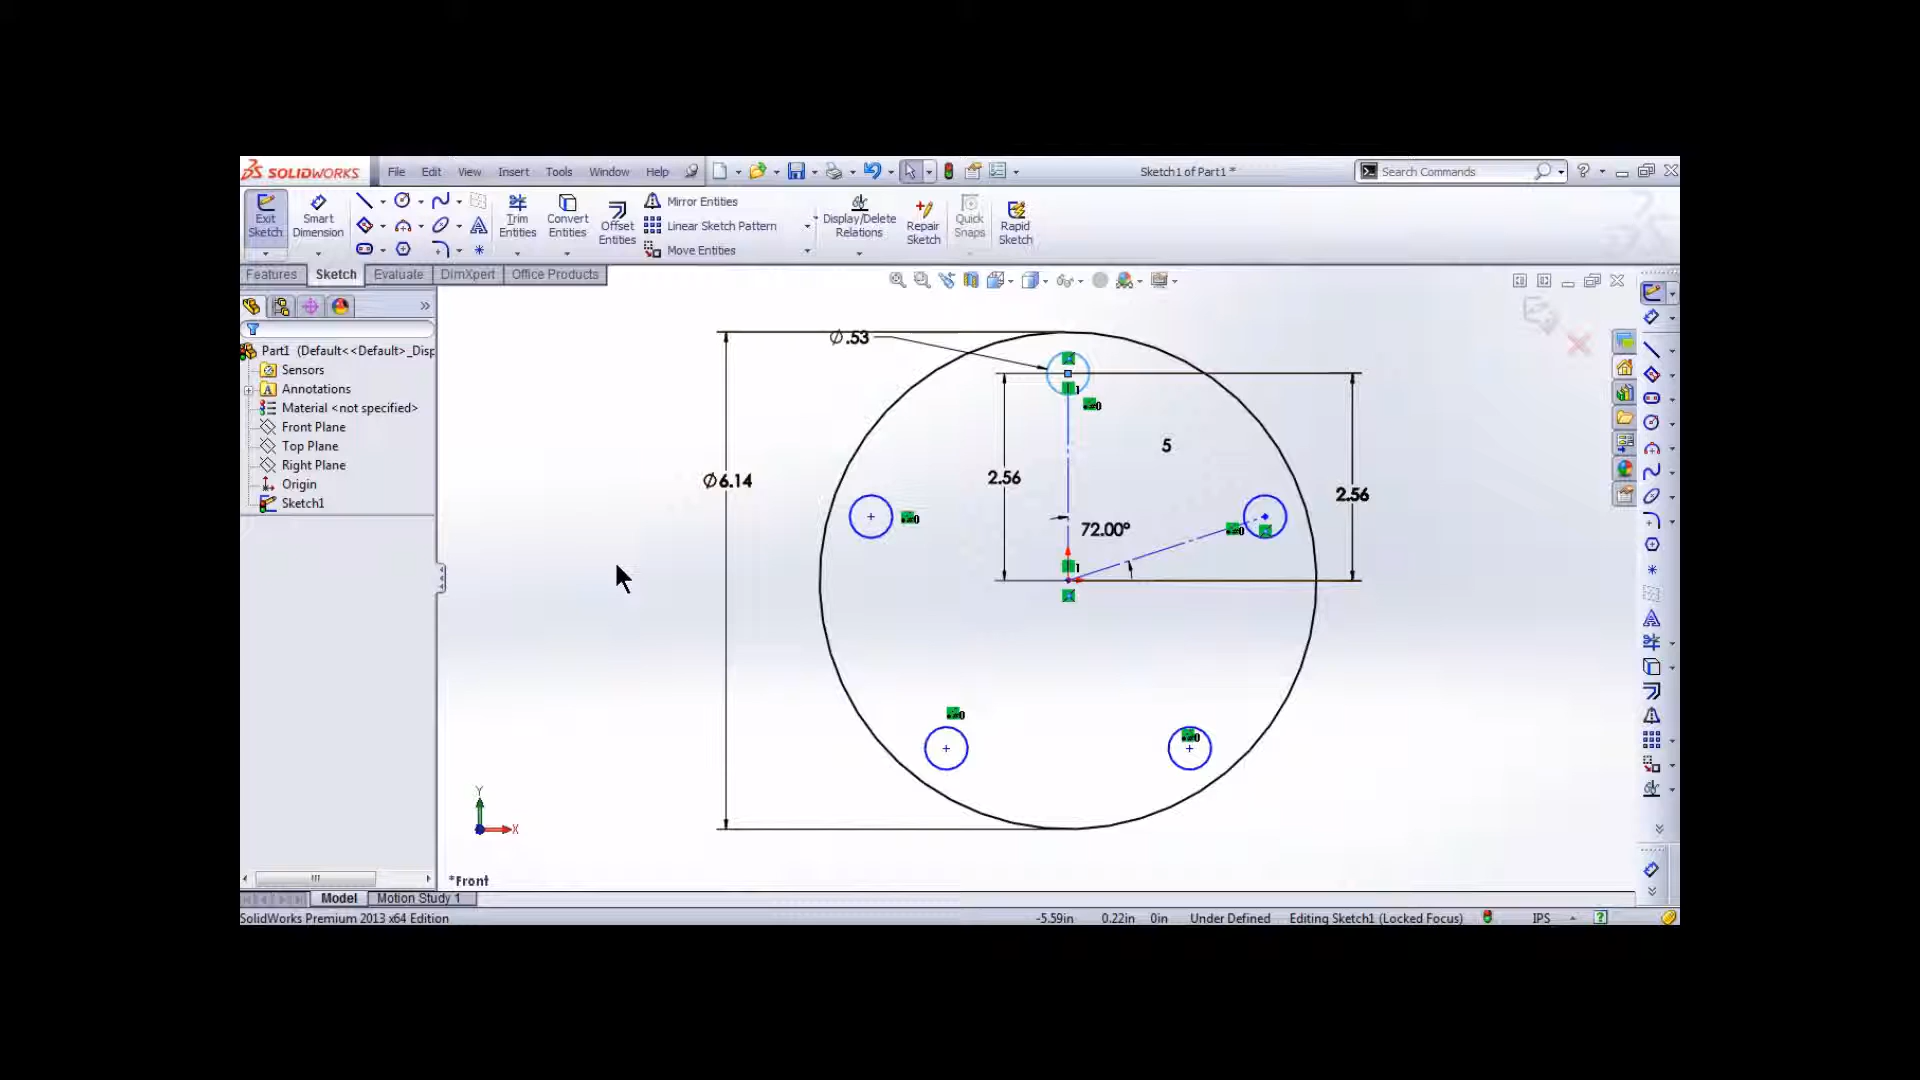 SOLIDWORKS File Edit View Insert Tools Window Help Sketch1 of Part1 * Search Commands ?
Exit Sketch
Smart Dimension
Trim Entities
Convert Entities
Offset Entities
Mirror Entities
Linear Sketch Pattern
Move Entities
Display/Delete Relations
Repair Sketch
Quick Snaps
Rapid Sketch
Features Sketch Evaluate DimXpert Office Products
Part1 (Default<<Default>_Disp
Sensors
Annotations
Material <not specified>
Front Plane
Top Plane
Right Plane
Origin
Sketch1
∅.53
5
2.56
∅6.14
2.56
72.00°
Y
X
*Front
Model Motion Study 1
SolidWorks Premium 2013 x64 Edition -5.59in 0.22in 0in Under Defined Editing Sketch1 (Locked Focus) IPS ?